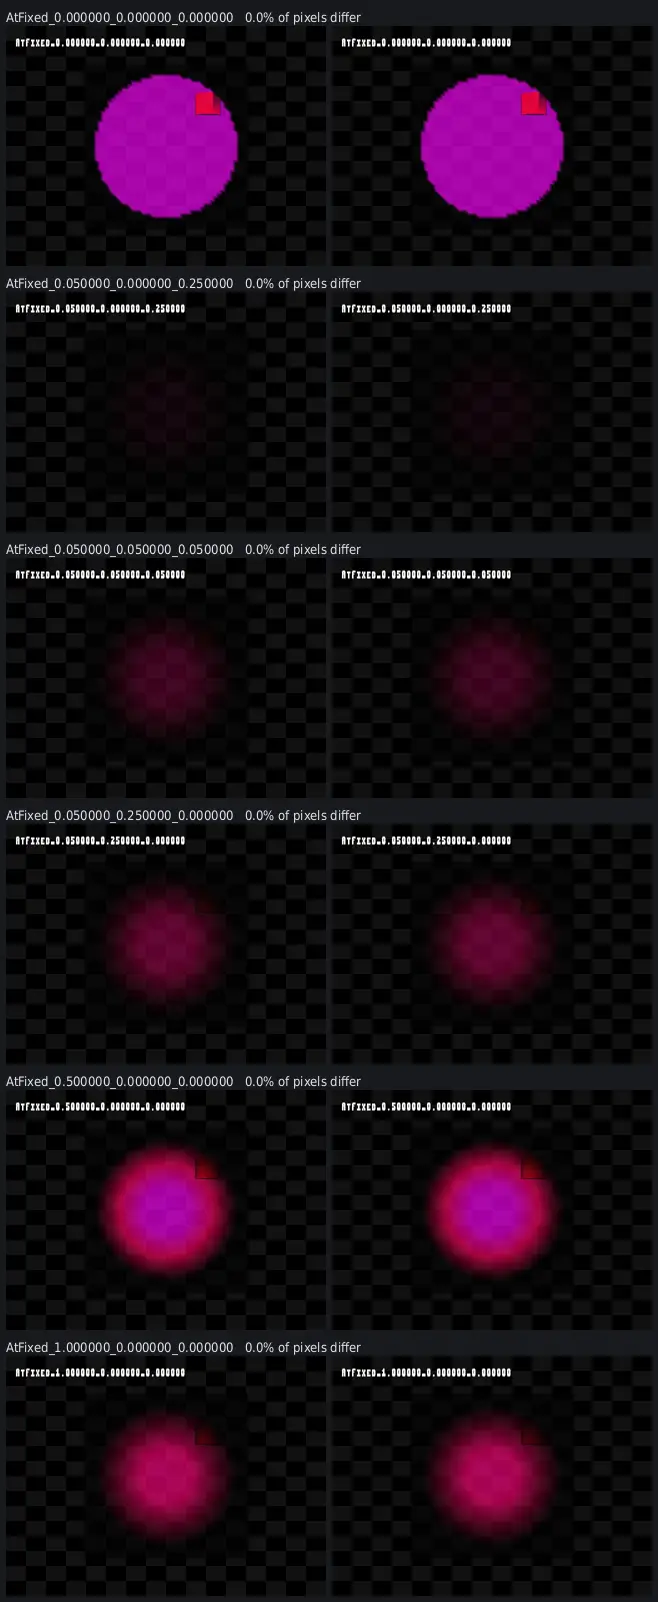 AtFixed_0.000000_0.000000_0.000000 0.0% of pixels differ
AtFixed_0.000000_0.000000_0.000000 AtFixed_0.000000_0.000000_0.000000
AtFixed_0.050000_0.000000_0.250000 0.0% of pixels differ
AtFixed_0.050000_0.000000_0.250000 AtFixed_0.050000_0.000000_0.250000
AtFixed_0.050000_0.050000_0.050000 0.0% of pixels differ
AtFixed_0.050000_0.050000_0.050000 AtFixed_0.050000_0.050000_0.050000
AtFixed_0.050000_0.250000_0.000000 0.0% of pixels differ
AtFixed_0.050000_0.250000_0.000000 AtFixed_0.050000_0.250000_0.000000
AtFixed_0.500000_0.000000_0.000000 0.0% of pixels differ
AtFixed_0.500000_0.000000_0.000000 AtFixed_0.500000_0.000000_0.000000
AtFixed_1.000000_0.000000_0.000000 0.0% of pixels differ
AtFixed_1.000000_0.000000_0.000000 AtFixed_1.000000_0.000000_0.000000